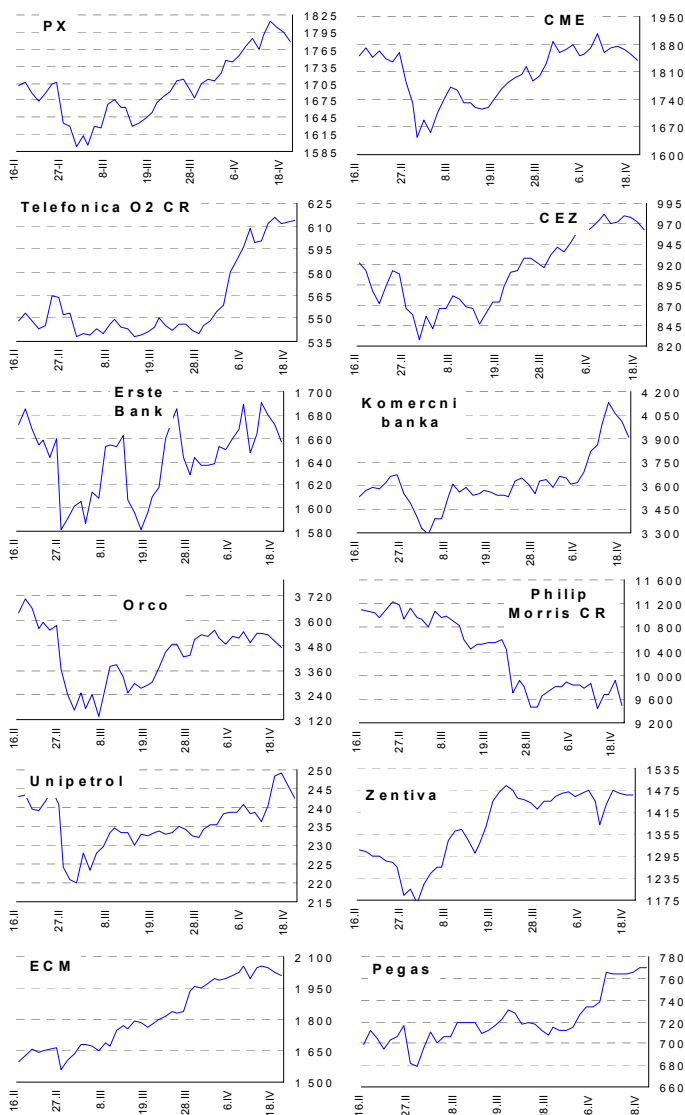 PX
1825
1795
1765
1735
1705
1675
1645
1615
1585
16-II
27-II
8.III
19.III
28-III
6-IV
18-IV
CME
1950
1880
1810
1740
1670
1600
16.II
27.II
8.III
19.III
28.III
6.IV
18.IV
Telefonica O2 CR
625
610
595
580
565
550
535
16.II
27.II
8.III
19.III
28.III
6.IV
18.IV
CEZ
995
970
945
920
895
870
845
820
16.II
27.II
8.III
19.III
28.III
6.IV
18.IV
Erste
Bank
1 700
1 680
1 660
1 640
1 620
1 600
1 580
16.II
27.II
8.III
19.III
28.III
6.IV
18.IV
Komercni
banka
4 200
4 050
3 900
3 750
3 600
3 450
3 300
16.II
27.II
8.III
19.III
28.III
6.IV
18.IV
Orco
3 720
3 600
3 480
3 360
3 240
3 120
16.II
27.II
8.III
19.III
28.III
6.IV
18.IV
Philip
Morris CR
11 600
11 200
10 800
10 400
10 000
9 600
9 200
16.II
27.II
8.III
19.III
28.III
6.IV
18.IV
Unipetrol
250
245
240
235
230
225
220
215
16.II
27.II
8.III
19.III
28.III
6.IV
18.IV
Zentiva
1535
1475
1415
1355
1295
1235
1175
16.II
27.II
8.III
19.III
28.III
6.IV
18.IV
ECM
2 100
1 950
1 800
1 650
1 500
16.II
27.II
8.III
19.III
28.III
6.IV
18.IV
Pegas
780
760
740
720
700
680
660
16.II
27.II
8.III
9.III
8.III
6.IV
8.IV